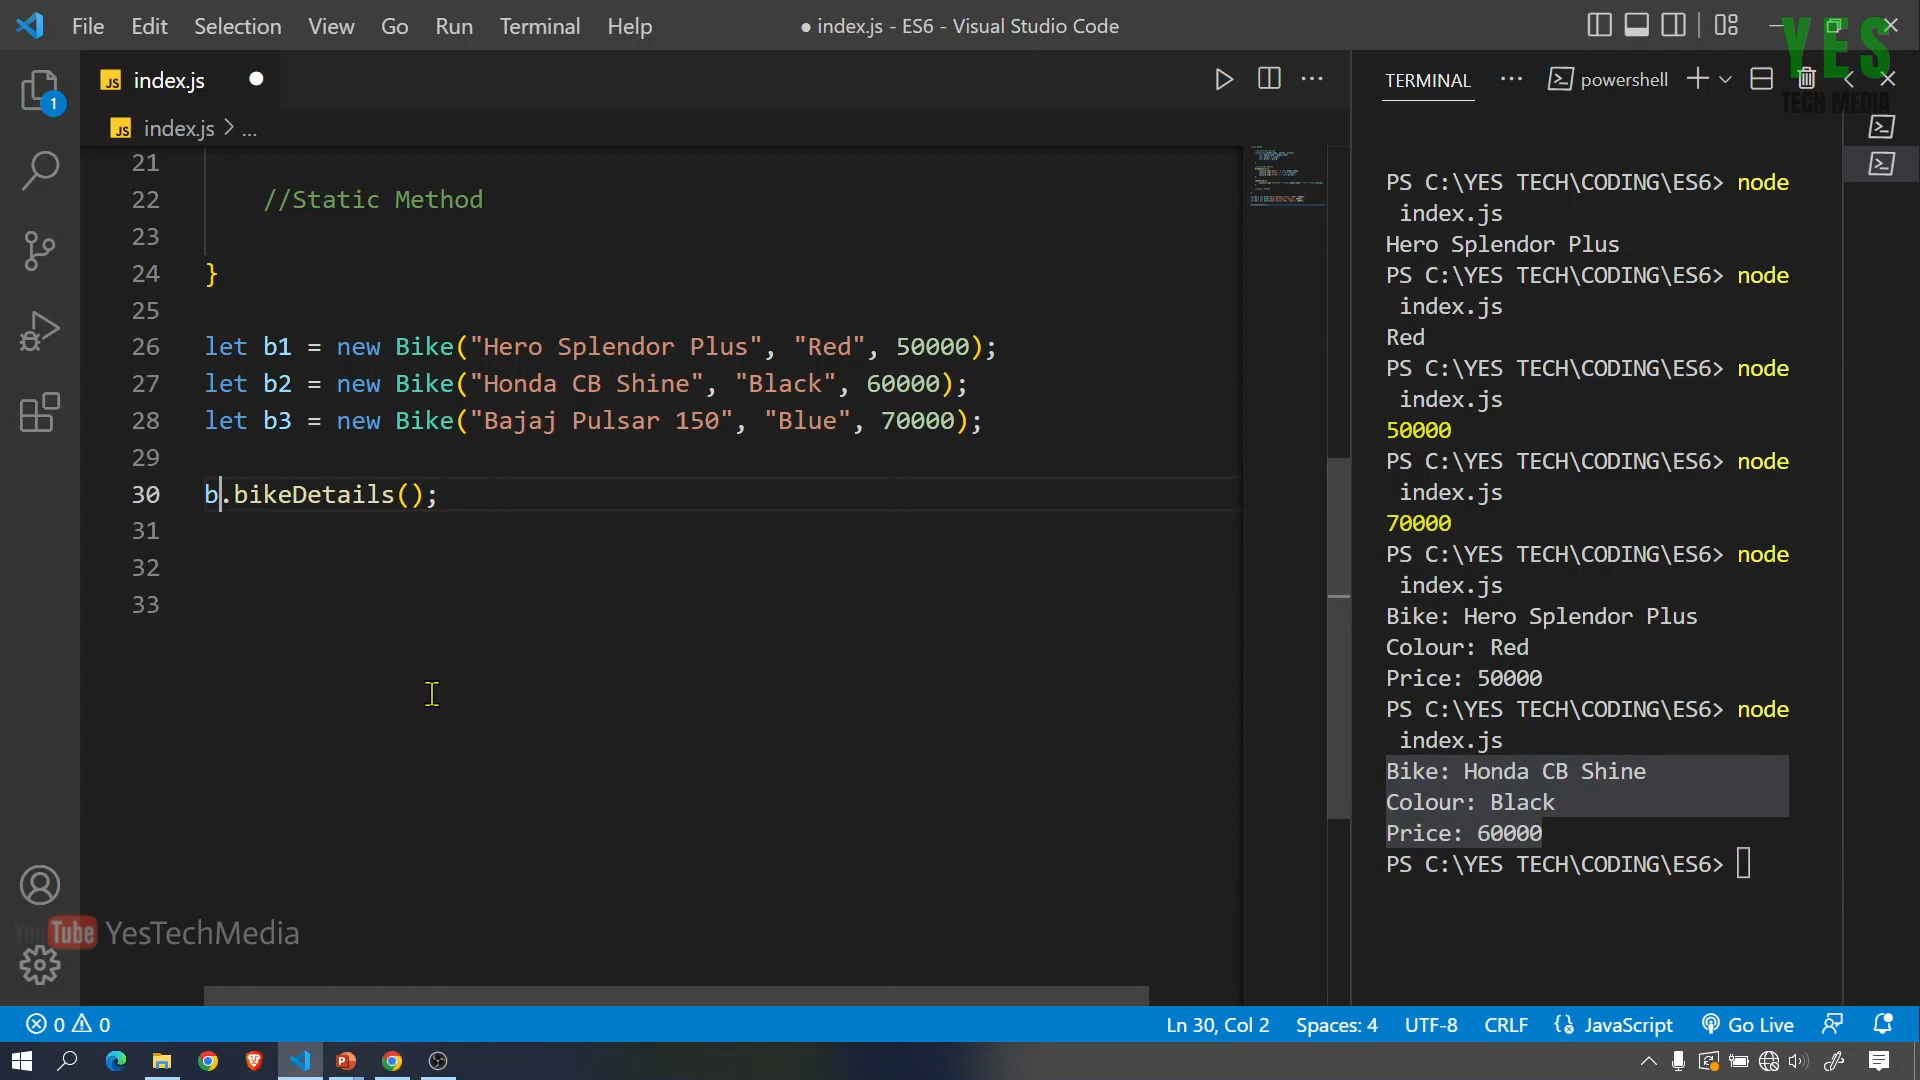 File Edit Selection View Go Run Terminal Help
● index.js - ES6 - Visual Studio Code
YES
TECH MEDIA
JS index.js
JS index.js > ...
TERMINAL ... powershell
1
21
22 //Static Method
23
24 }
25
26 let b1 = new Bike("Hero Splendor Plus", "Red", 50000);
27 let b2 = new Bike("Honda CB Shine", "Black", 60000);
28 let b3 = new Bike("Bajaj Pulsar 150", "Blue", 70000);
29
30 b.bikeDetails();
31
32
33
PS C:\YES TECH\CODING\ES6> node
index.js
Hero Splendor Plus
PS C:\YES TECH\CODING\ES6> node
index.js
Red
PS C:\YES TECH\CODING\ES6> node
index.js
50000
PS C:\YES TECH\CODING\ES6> node
index.js
70000
PS C:\YES TECH\CODING\ES6> node
index.js
Bike: Hero Splendor Plus
Colour: Red
Price: 50000
PS C:\YES TECH\CODING\ES6> node
index.js
Bike: Honda CB Shine
Colour: Black
Price: 60000
PS C:\YES TECH\CODING\ES6>
YouTube YesTechMedia
0 0
Ln 30, Col 2 Spaces: 4 UTF-8 CRLF JavaScript Go Live